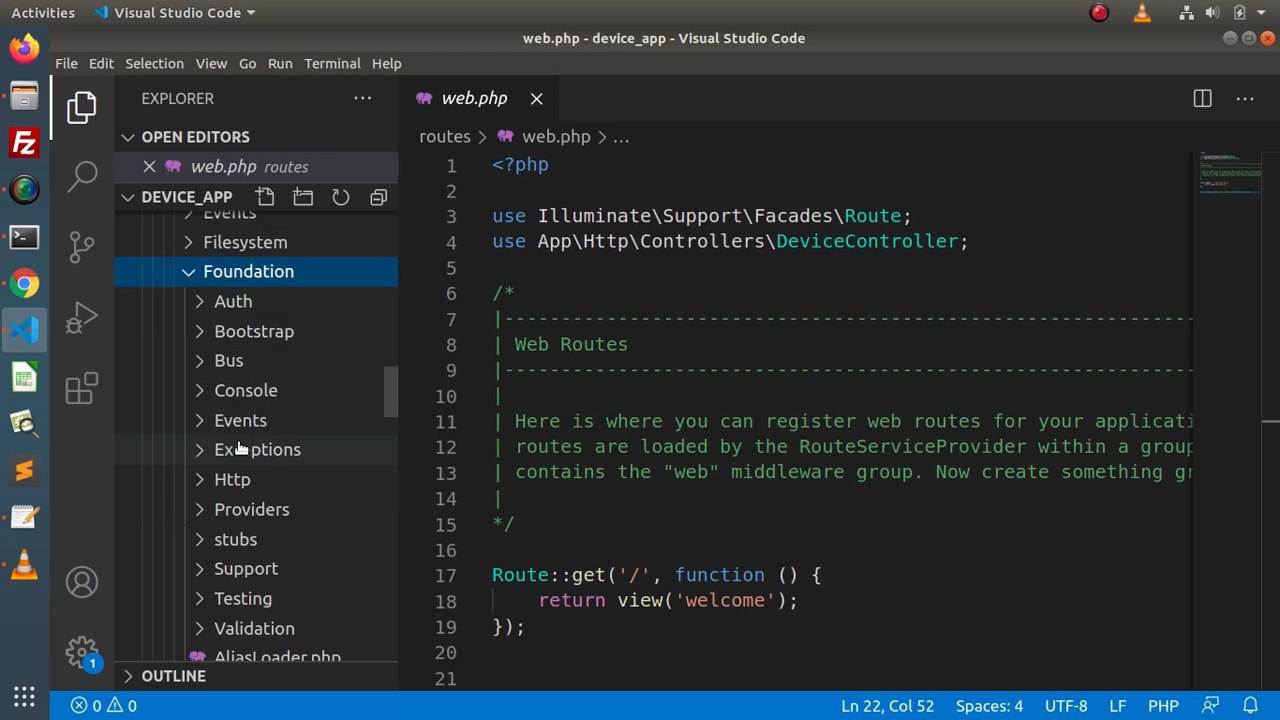 Activities
Visual Studio Code
web.php - device_app - Visual Studio Code
File Edit Selection View Go Run Terminal Help
EXPLORER
OPEN EDITORS
web.php routes
DEVICE_APP
Events
Filesystem
Foundation
Auth
Bootstrap
Bus
Console
Events
Exceptions
Http
Providers
stubs
Support
Testing
Validation
AliasLoader.php
OUTLINE
web.php
routes > web.php > ...
1 <?php
2
3 use Illuminate\Support\Facades\Route;
4 use App\Http\Controllers\DeviceController;
5
6 /*
7 |--------------------------------------------------------------
8 | Web Routes
9 |--------------------------------------------------------------
10 |
11 | Here is where you can register web routes for your applicati
12 | routes are loaded by the RouteServiceProvider within a group
13 | contains the "web" middleware group. Now create something gr
14 |
15 */
16
17 Route::get('/', function () {
18 return view('welcome');
19 });
20
21
1
0 0
Ln 22, Col 52 Spaces: 4 UTF-8 LF PHP